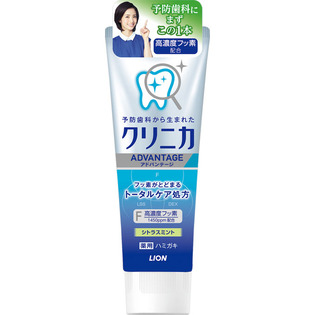 予防歯科に
まず
この1本
高濃度フッ素
配合
予防歯科から生まれた
クリニカ
ADVANTAGE
アドバンテージ
F
フッ素がとどまる
トータルケア処方
LSS DEX
F 高濃度フッ素
1450ppm配合
シトラスミント
薬用 ハミガキ
LION